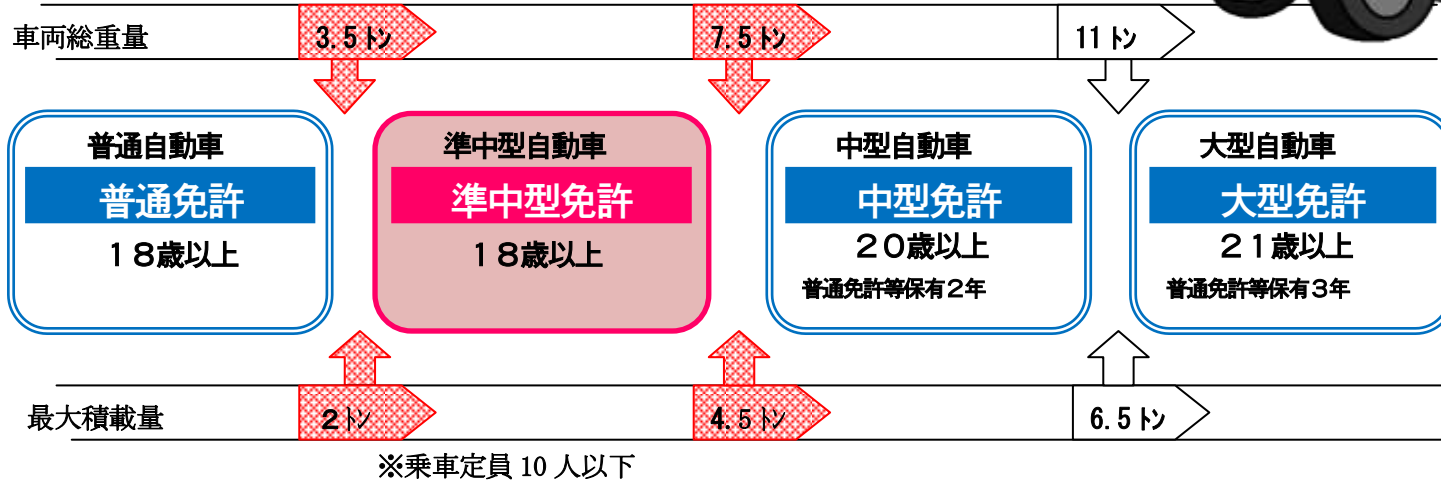 車両総重量
3.5トン
7.5トン
11トン
普通自動車
普通免許
18歳以上
準中型自動車
準中型免許
18歳以上
中型自動車
中型免許
20歳以上
普通免許等保有2年
大型自動車
大型免許
21歳以上
普通免許等保有3年
最大積載量
2トン
4.5トン
6.5トン
※乗車定員10人以下